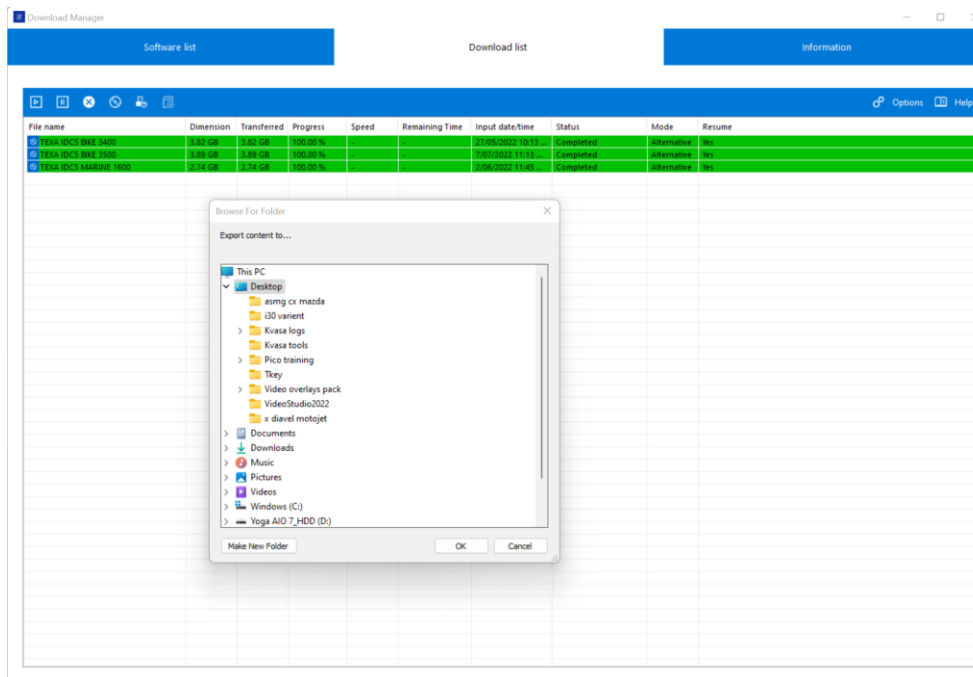 Download Manager
Software list Download list Information
Options Help
File name Dimension Transferred Progress Speed Remaining Time Input date/time Status Mode Resume
TEXA IDC5 BIKE 3400 3.82 GB 3.82 GB 100.00 % - - 27/05/2022 10:13 ... Completed Alternative Yes
TEXA IDC5 BIKE 3500 3.89 GB 3.89 GB 100.00 % - - 7/07/2022 11:13 ... Completed Alternative Yes
TEXA IDC5 MARINE 1600 2.74 GB 2.74 GB 100.00 % - - 2/06/2022 11:45 ... Completed Alternative Yes
Browse For Folder
Export content to...
This PC
Desktop
asmg cx mazda
i30 varient
Kvasa logs
Kvasa tools
Pico training
Tkey
Video overlays pack
VideoStudio2022
x diavel motojet
Documents
Downloads
Music
Pictures
Videos
Windows (C:)
Yoga AIO 7_HDD (D:)
Make New Folder OK Cancel